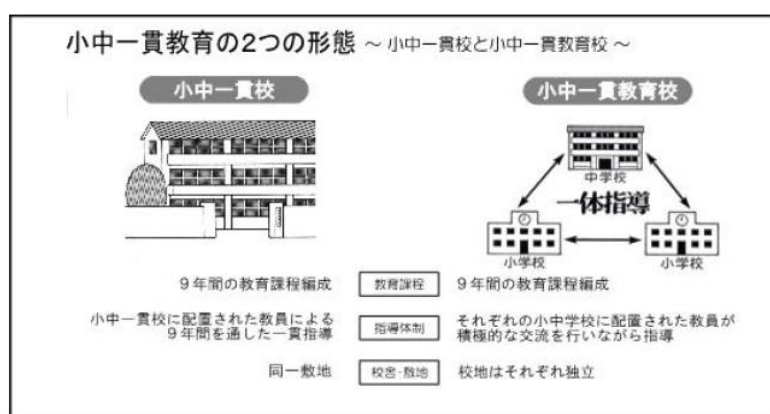 小中一貫教育の2つの形態 ～ 小中一貫校と小中一貫教育校 ～
小中一貫校
小中一貫教育校
中学校
一体指導
小学校
小学校
9年間の教育課程編成
教育課程
9年間の教育課程編成
小中一貫校に配置された教員による
9年間を通した一貫指導
指導体制
それぞれの小中学校に配置された教員が
積極的な交流を行いながら指導
同一敷地
校舎・敷地
校地はそれぞれ独立